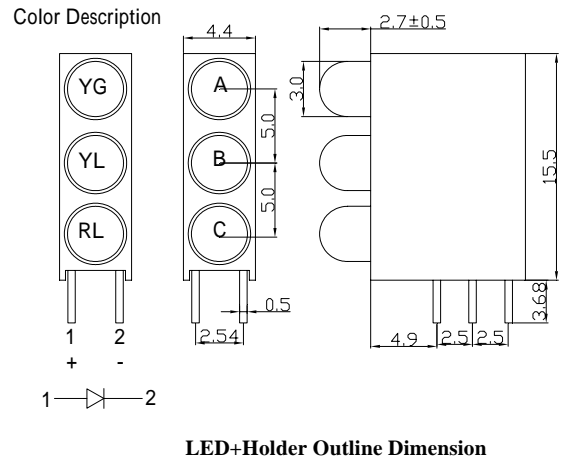 Color Description
YG
YL
RL
1 2
+ -
1 2
4.4
A
B
C
5.0
5.0
0.5
2.54
2.7±0.5
3.0
15.5
3.68
4.9 2.5 2.5
LED+Holder Outline Dimension